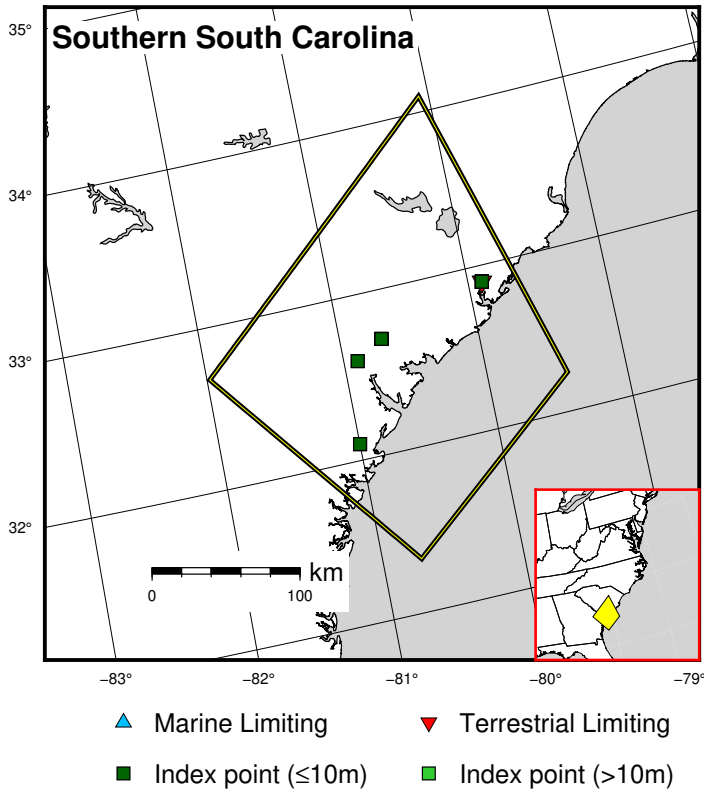 Southern South Carolina
35°
34°
33°
32°
km
0 100
−83° −82° −81° −80° −79°
Marine Limiting Terrestrial Limiting
Index point (≤10m) Index point (>10m)